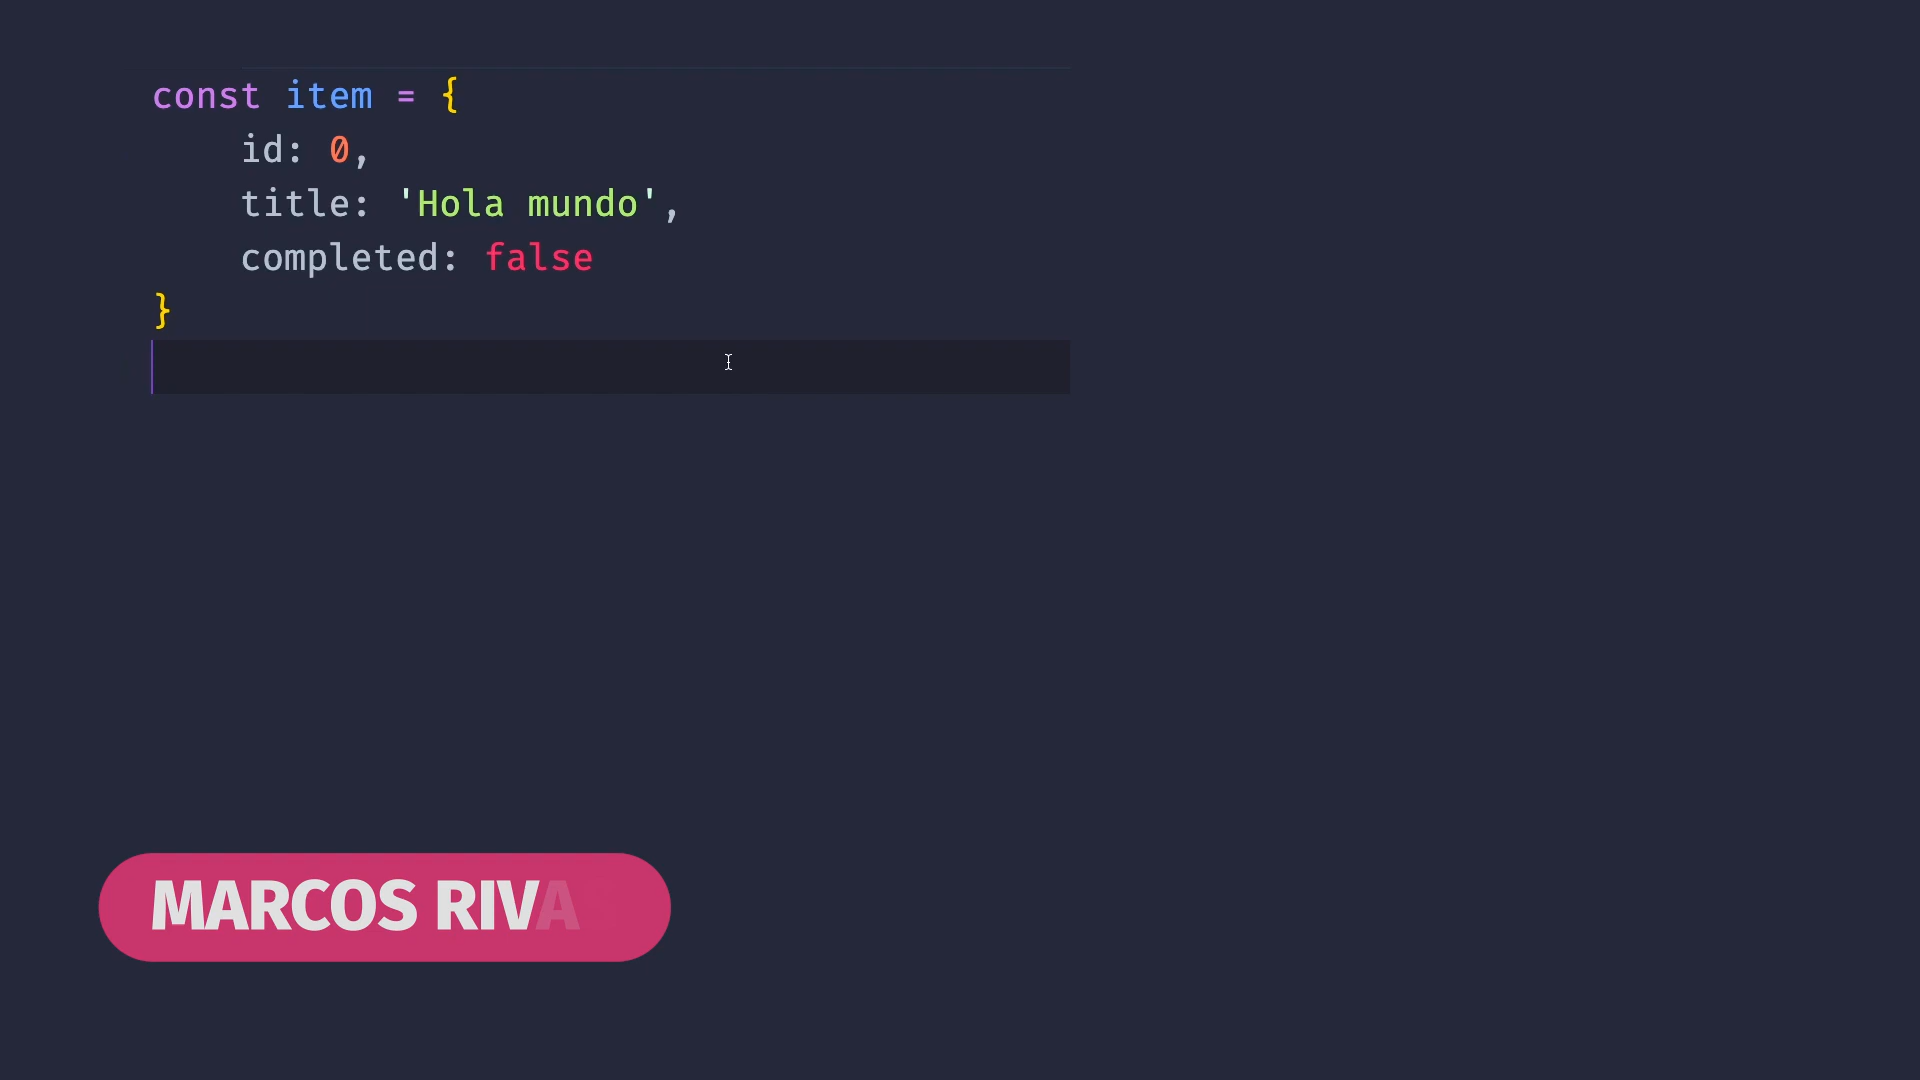 const item = {
    id: 0,
    title: 'Hola mundo',
    completed: false
}
MARCOS RIVA